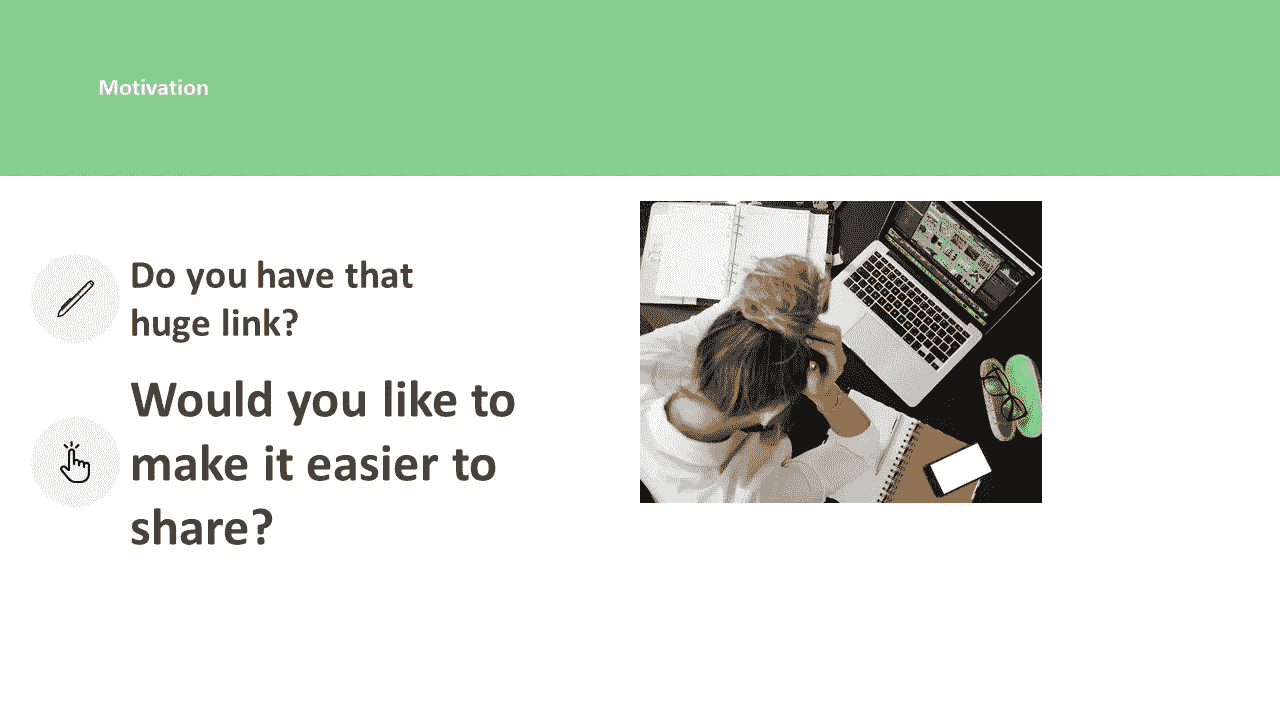 Motivation
Do you have that
huge link?
Would you like to
make it easier to
share?